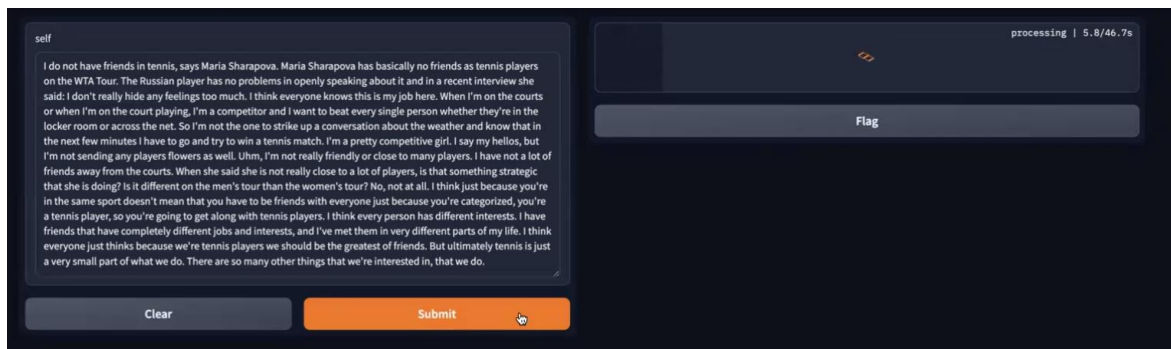 self
I do not have friends in tennis, says Maria Sharapova. Maria Sharapova has basically no friends as tennis players
on the WTA Tour. The Russian player has no problems in openly speaking about it and in a recent interview she
said: I don't really hide any feelings too much. I think everyone knows this is my job here. When I'm on the courts
or when I'm on the court playing, I'm a competitor and I want to beat every single person whether they're in the
locker room or across the net. So I'm not the one to strike up a conversation about the weather and know that in
the next few minutes I have to go and try to win a tennis match. I'm a pretty competitive girl. I say my hellos, but
I'm not sending any players flowers as well. Uhm, I'm not really friendly or close to many players. I have not a lot of
friends away from the courts. When she said she is not really close to a lot of players, is that something strategic
that she is doing? Is it different on the men's tour than the women's tour? No, not at all. I think just because you're
in the same sport doesn't mean that you have to be friends with everyone just because you're categorized, you're
a tennis player, so you're going to get along with tennis players. I think every person has different interests. I have
friends that have completely different jobs and interests, and I've met them in very different parts of my life. I think
everyone just thinks because we're tennis players we should be the greatest of friends. But ultimately tennis is just
a very small part of what we do. There are so many other things that we're interested in, that we do.
Clear
Submit
processing | 5.8/46.7s
Flag